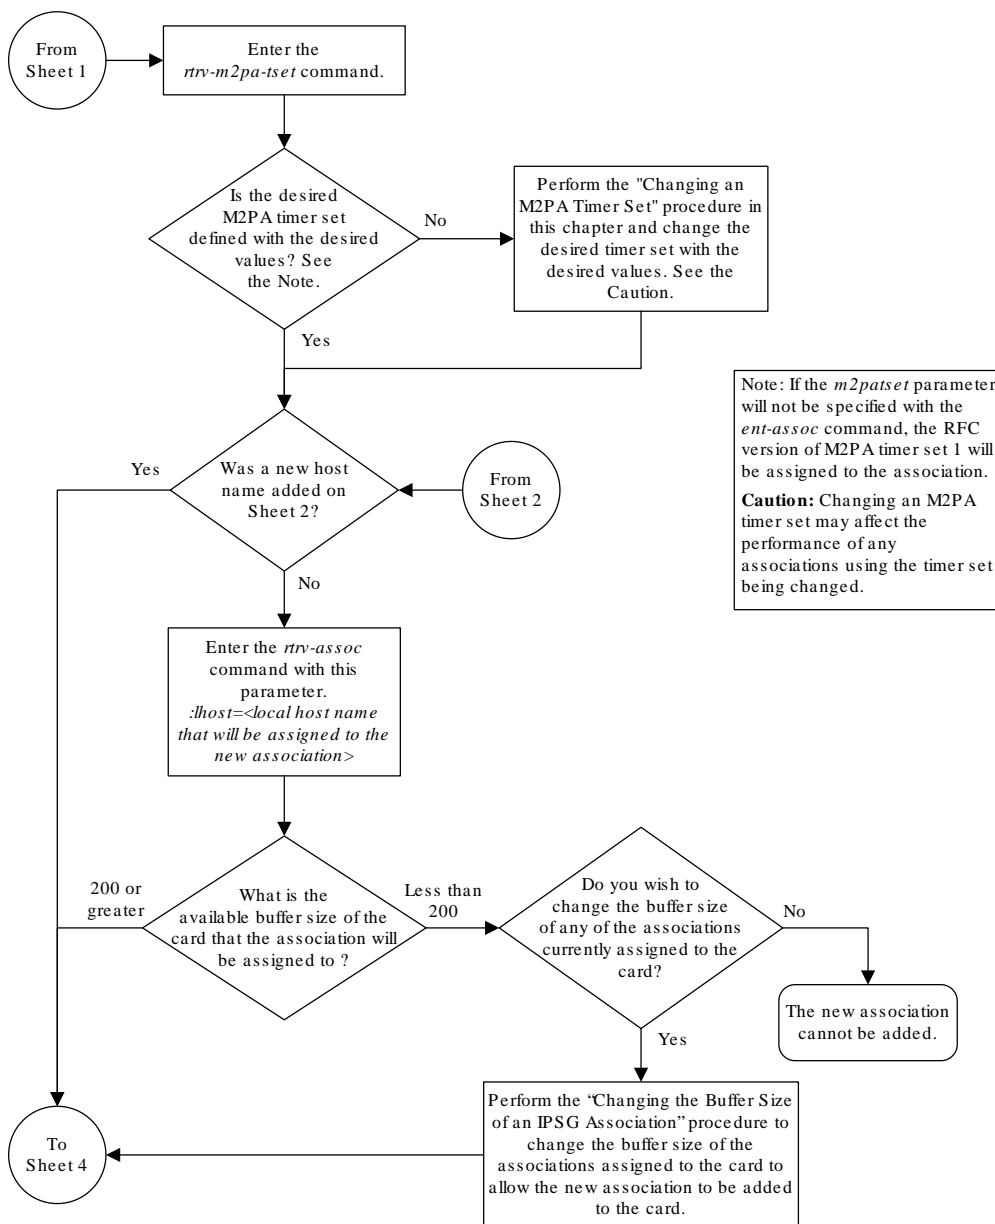 From
Sheet 1
Enter the
rtrv-m2pa-tset command.
Is the desired
M2PA timer set
defined with the desired
values? See
the Note.
No
Perform the "Changing an
M2PA Timer Set" procedure in
this chapter and change the
desired timer set with the
desired values. See the
Caution.
Yes
Note: If the m2patset parameter
will not be specified with the
ent-assoc command, the RFC
version of M2PA timer set 1 will
be assigned to the association.
Caution: Changing an M2PA
timer set may affect the
performance of any
associations using the timer set
being changed.
Yes
Was a new host
name added on
Sheet 2?
From
Sheet 2
No
Enter the rtrv-assoc
command with this
parameter.
:lhost=<local host name
that will be assigned to the
new association>
200 or
greater
What is the
available buffer size of the
card that the association will
be assigned to ?
Less than
200
Do you wish to
change the buffer size
of any of the associations
currently assigned to the
card?
No
The new association
cannot be added.
Yes
Perform the “Changing the Buffer Size
of an IPSG Association” procedure to
change the buffer size of the
associations assigned to the card to
allow the new association to be added
to the card.
To
Sheet 4